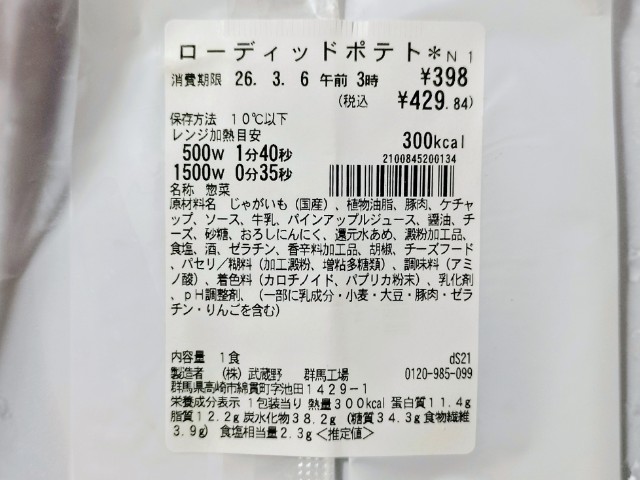 ローディッドポテト*N1
消費期限 26. 3. 6 午前 3時 ¥398
(税込 ¥429.84)
保存方法 10℃以下
レンジ加熱目安 300kcal
500W 1分40秒 2100845200134
1500W 0分35秒
名称 惣菜
原材料名 じゃがいも(国産)、植物油脂、豚肉、ケチャ
ップ、ソース、牛乳、パインアップルジュース、醤油、チ
ーズ、砂糖、おろしにんにく、還元水あめ、澱粉加工品、
食塩、酒、ゼラチン、香辛料加工品、胡椒、チーズフード
、パセリ/糊料(加工澱粉、増粘多糖類)、調味料(アミ
ノ酸)、着色料(カロチノイド、パプリカ粉末)、乳化剤
、pH調整剤、(一部に乳成分・小麦・大豆・豚肉・ゼラ
チン・りんごを含む)
内容量 1食 dS21
製造者 (株)武蔵野 群馬工場 0120-985-099
群馬県高崎市綿貫町字池田1429-1
栄養成分表示 1包装当り 熱量300kcal 蛋白質11.4g
脂質12.2g 炭水化物38.2g (糖質34.3g 食物繊維
3.9g) 食塩相当量2.3g<推定値>